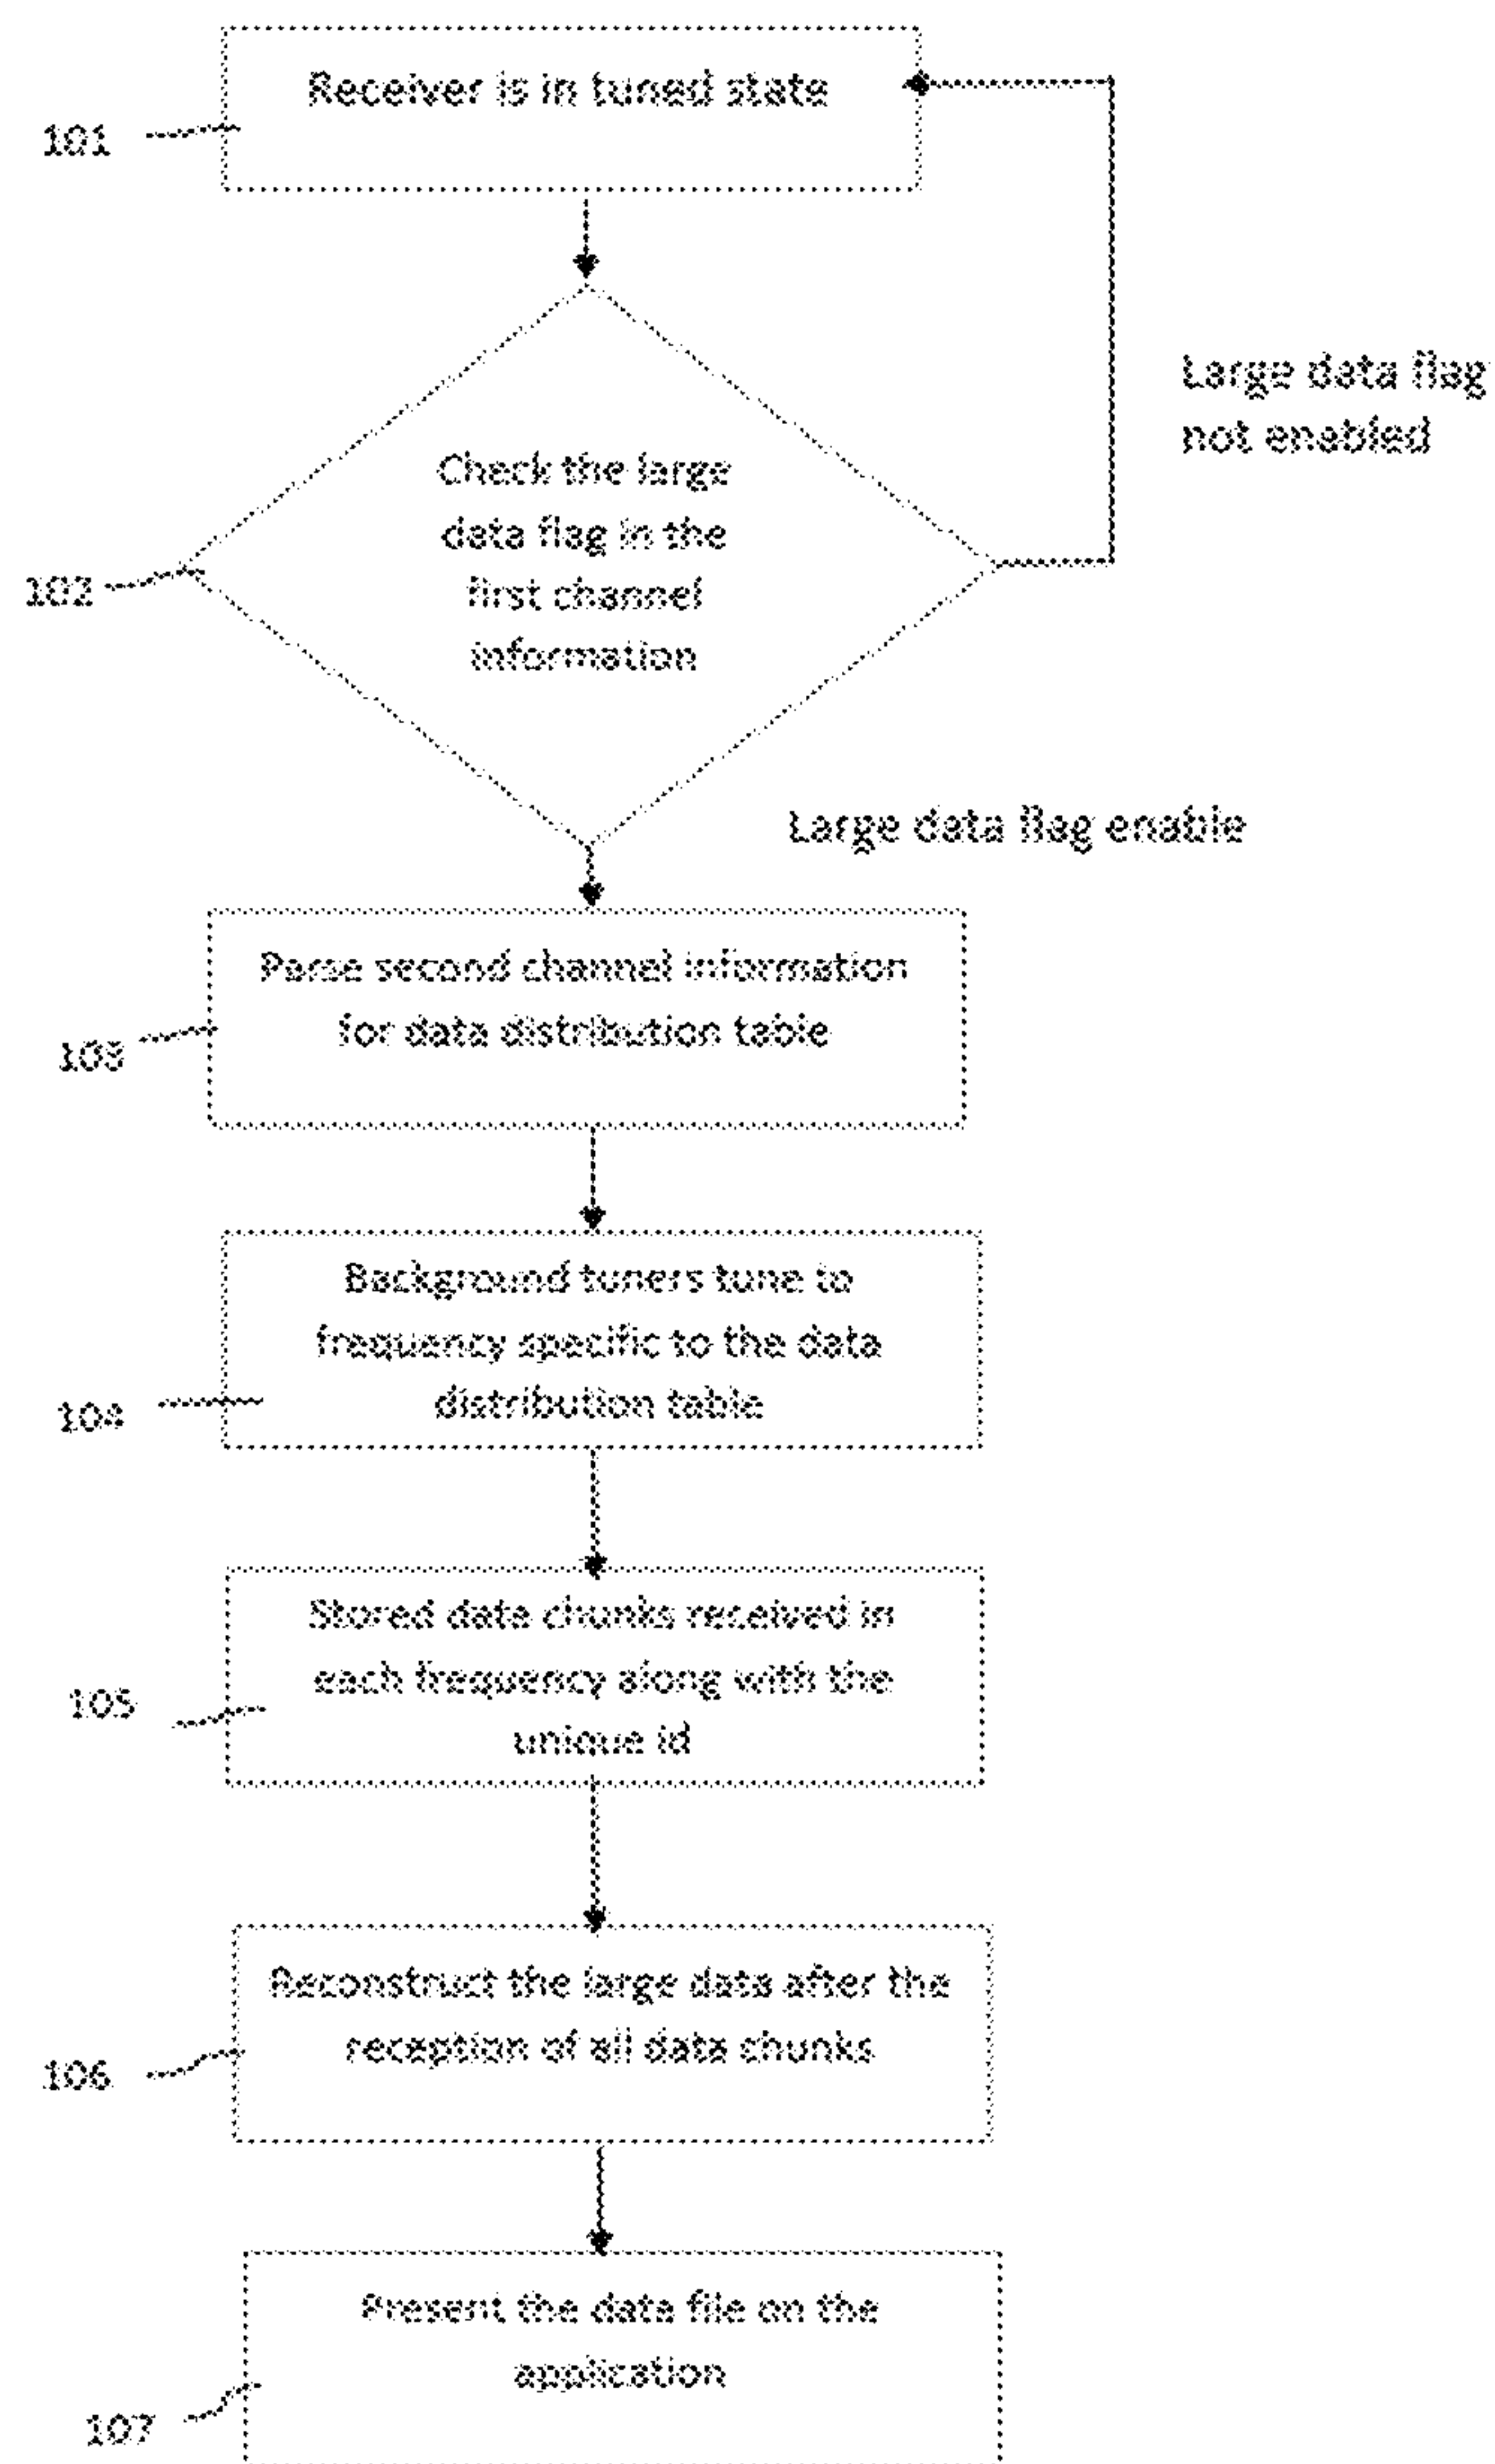 Receiver is in tuned state
101
Large data flag
not enabled
Check the large
data flag in the
first channel
information
102
Large data flag enable
Parse second channel information
for data distribution table
103
Background tuners tune to
frequency specific to the data
distribution table
104
Stored data chunks received in
each frequency along with the
unique id
105
Reconstruct the large data after the
reception of all data chunks
106
Present the data file on the
application
107